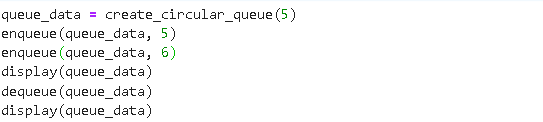 queue_data = create_circular_queue(5)
enqueue(queue_data, 5)
enqueue(queue_data, 6)
display(queue_data)
dequeue(queue_data)
display(queue_data)